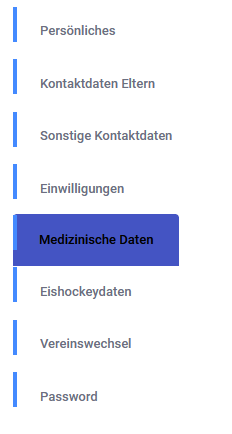 Persönliches
Kontaktdaten Eltern
Sonstige Kontaktdaten
Einwilligungen
Medizinische Daten
Eishockeydaten
Vereinswechsel
Password